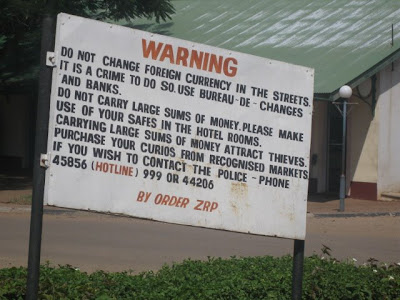 WARNING
DO NOT CHANGE FOREIGN CURRENCY IN THE STREETS.
IT IS A CRIME TO DO SO. USE BUREAU-DE-CHANGES
AND BANKS.
DO NOT CARRY LARGE SUMS OF MONEY. PLEASE MAKE
USE OF YOUR SAFES IN THE HOTEL ROOMS.
CARRYING LARGE SUMS OF MONEY ATTRACT THIEVES.
PURCHASE YOUR CURIOS FROM RECOGNISED MARKETS
IF YOU WISH TO CONTACT THE POLICE - PHONE
45856 (HOTLINE) 999 OR 44206
BY ORDER ZRP